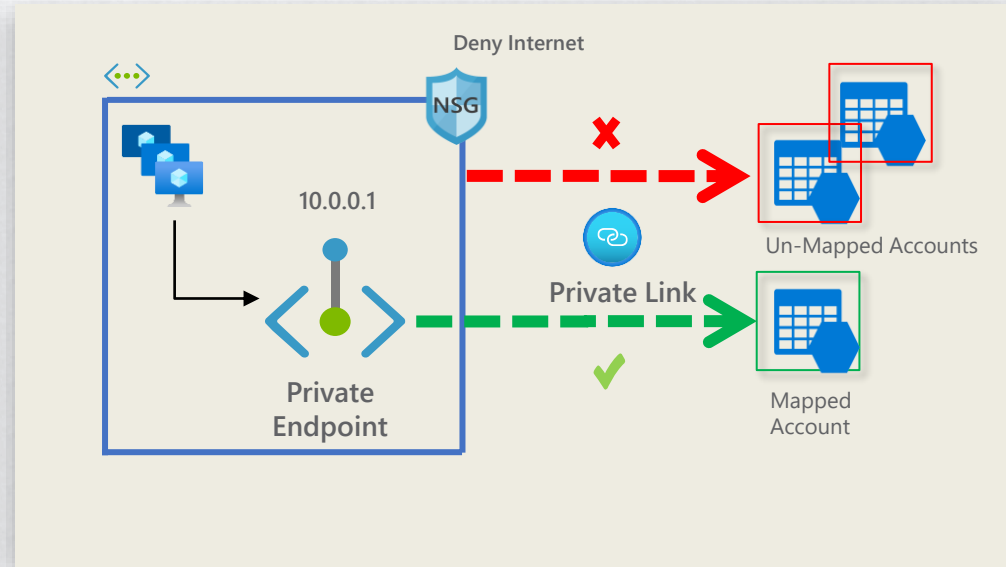 Deny Internet
NSG
10.0.0.1
Un-Mapped Accounts
Private Link
Private
Endpoint
Mapped
Account